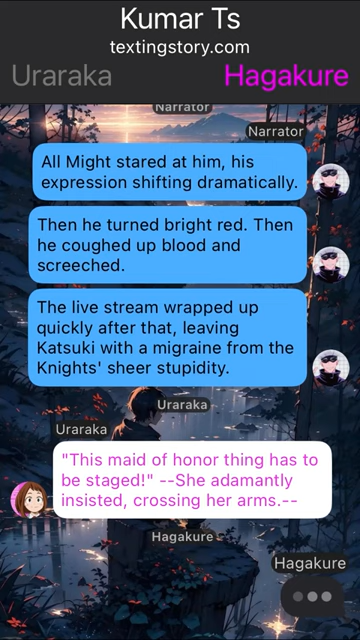 Kumar Ts
textingstory.com
Uraraka
Hagakure
Narrator
Narrator
All Might stared at him, his
expression shifting dramatically.
Then he turned bright red. Then
he coughed up blood and
screeched.
The live stream wrapped up
quickly after that, leaving
Katsuki with a migraine from the
Knights' sheer stupidity.
Uraraka
Uraraka
"This maid of honor thing has to
be staged!" --She adamantly
insisted, crossing her arms.--
Hagakure
Hagakure